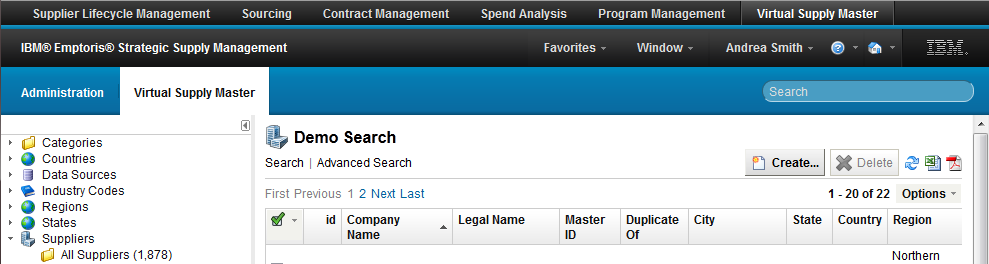 Supplier Lifecycle Management Sourcing Contract Management Spend Analysis Program Management Virtual Supply Master
IBM® Emptoris® Strategic Supply Management Favorites Window Andrea Smith IBM.
Administration Virtual Supply Master Search
Categories
Countries
Data Sources
Industry Codes
Regions
States
Suppliers
All Suppliers (1,878)
Demo Search
Search | Advanced Search
Create... Delete
First Previous 1 2 Next Last 1 - 20 of 22 Options
id Company Name Legal Name Master ID Duplicate Of City State Country Region
Northern